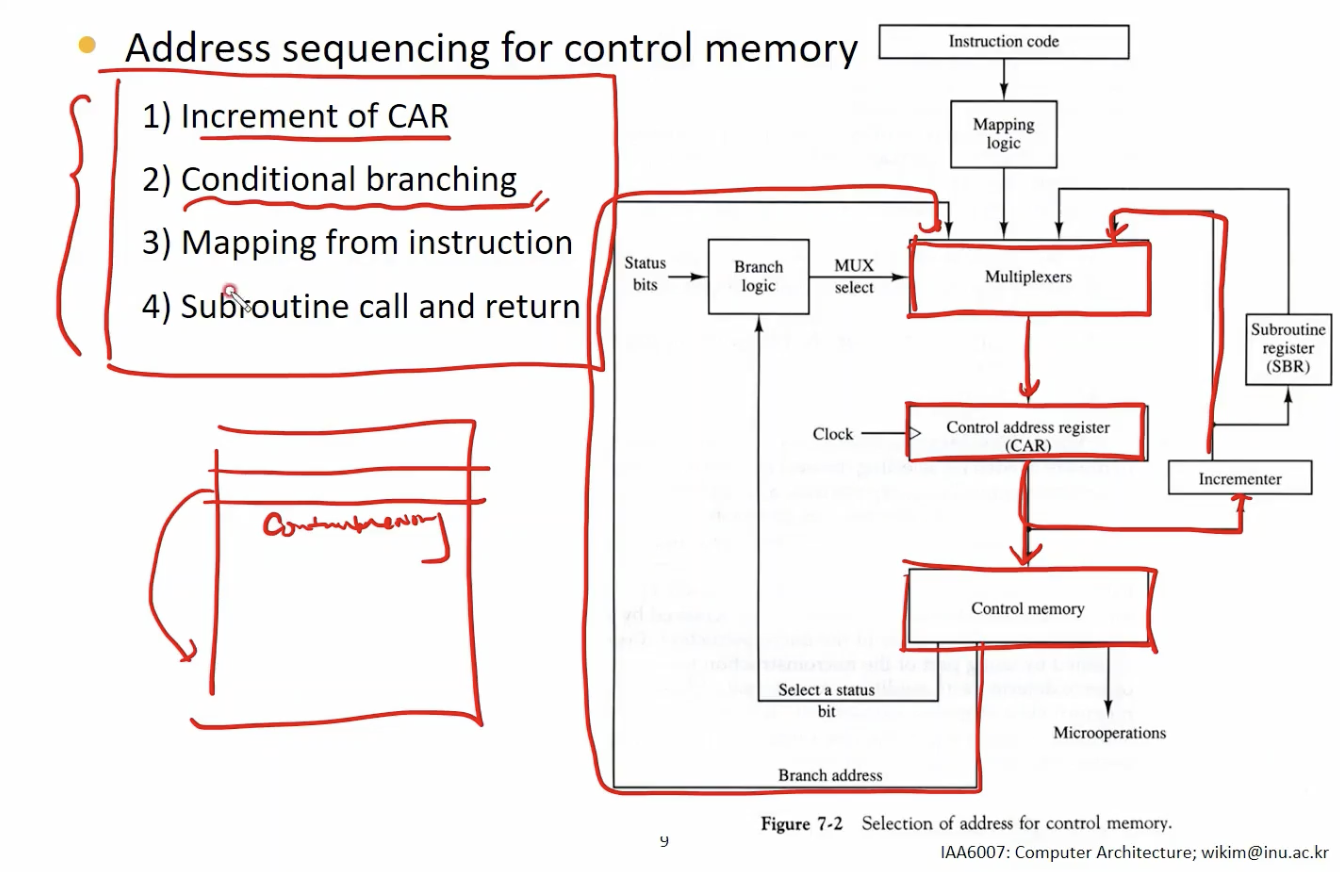 Address sequencing for control memory
1) Increment of CAR
2) Conditional branching
3) Mapping from instruction
4) Subroutine call and return
Instruction code
Mapping
logic
Status
bits
Branch
logic
MUX
select
Multiplexers
Subroutine
register
(SBR)
Clock
Control address register
(CAR)
Incrementer
Control memory
Select a status
bit
Microoperations
Branch address
Figure 7-2 Selection of address for control memory.
9
IAA6007: Computer Architecture; wikim@inu.ac.kr